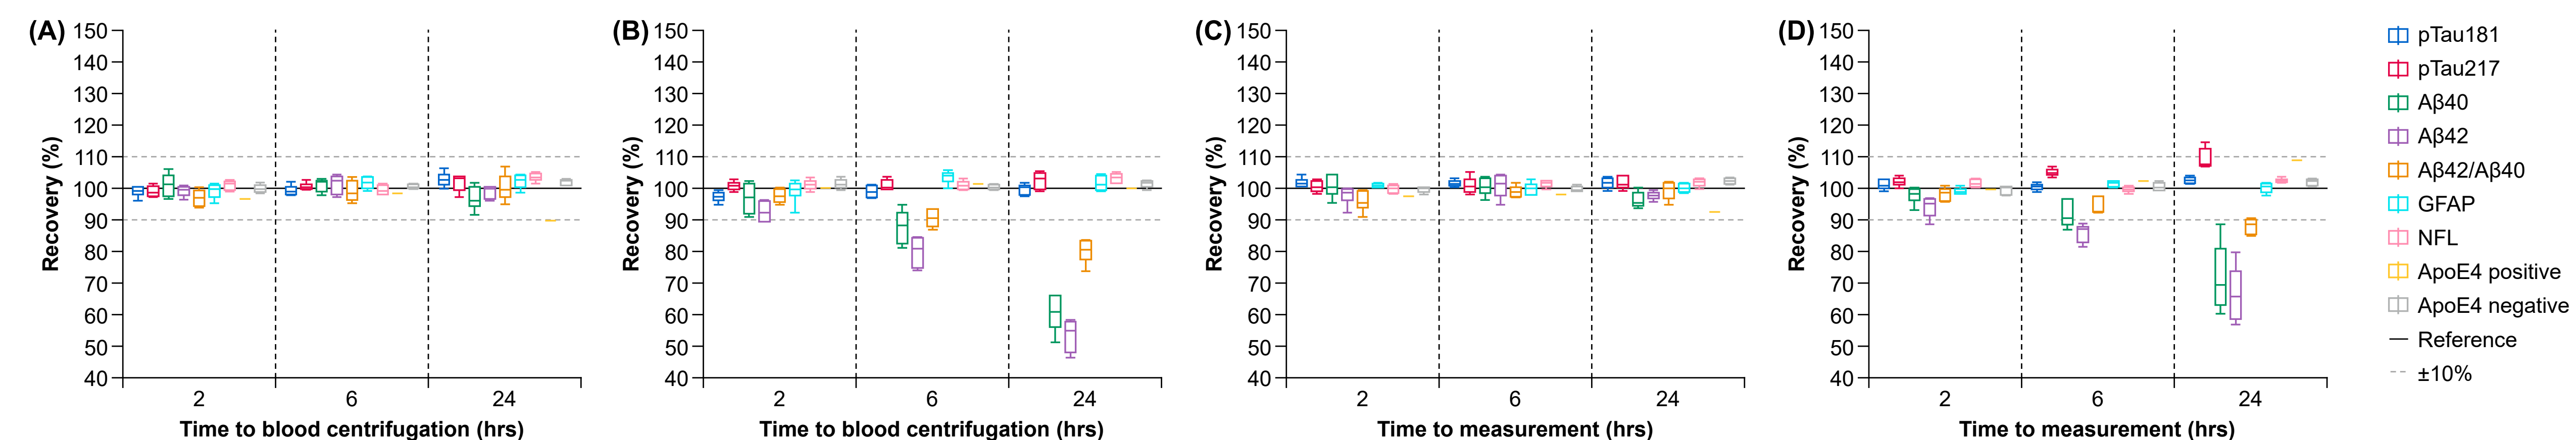 (A)
150
140
130
120
110
100
90
80
70
60
50
40
Recovery (%)
2
6
24
Time to blood centrifugation (hrs)
(B)
150
140
130
120
110
100
90
80
70
60
50
40
Recovery (%)
2
6
24
Time to blood centrifugation (hrs)
(C)
150
140
130
120
110
100
90
80
70
60
50
40
Recovery (%)
2
6
24
Time to measurement (hrs)
(D)
150
140
130
120
110
100
90
80
70
60
50
40
Recovery (%)
2
6
24
Time to measurement (hrs)
pTau181
pTau217
Aβ40
Aβ42
Aβ42/Aβ40
GFAP
NFL
ApoE4 positive
ApoE4 negative
Reference
±10%